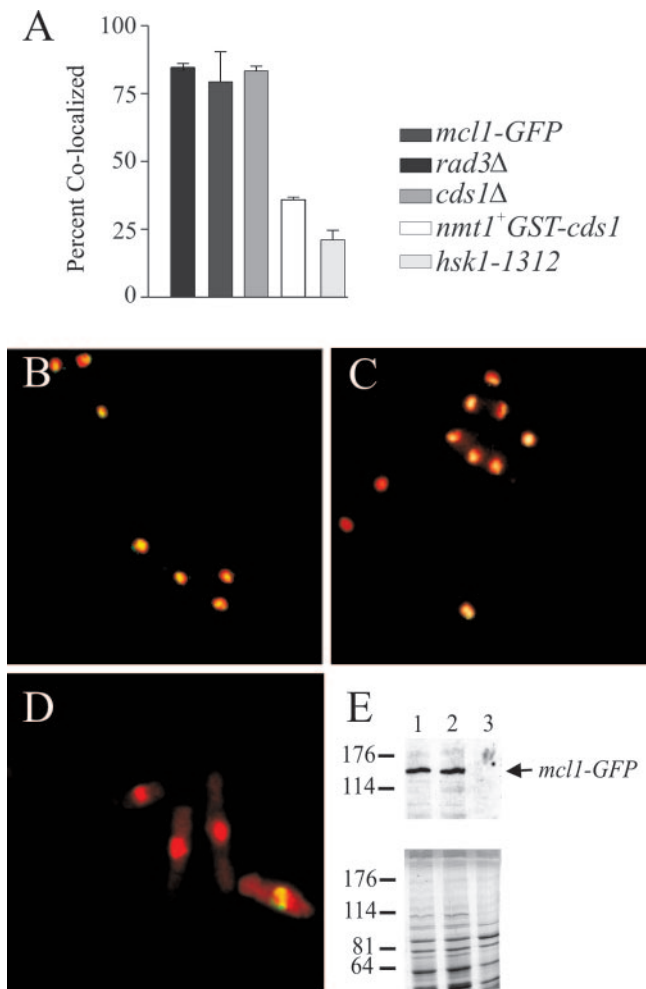 A
Percent Co-localized
100
75
50
25
0
mcl1-GFP
rad3Δ
cds1Δ
nmt1⁺GST-cds1
hsk1-1312
B
C
D
E
1 2 3
176
114
mcl1-GFP
176
114
81
64